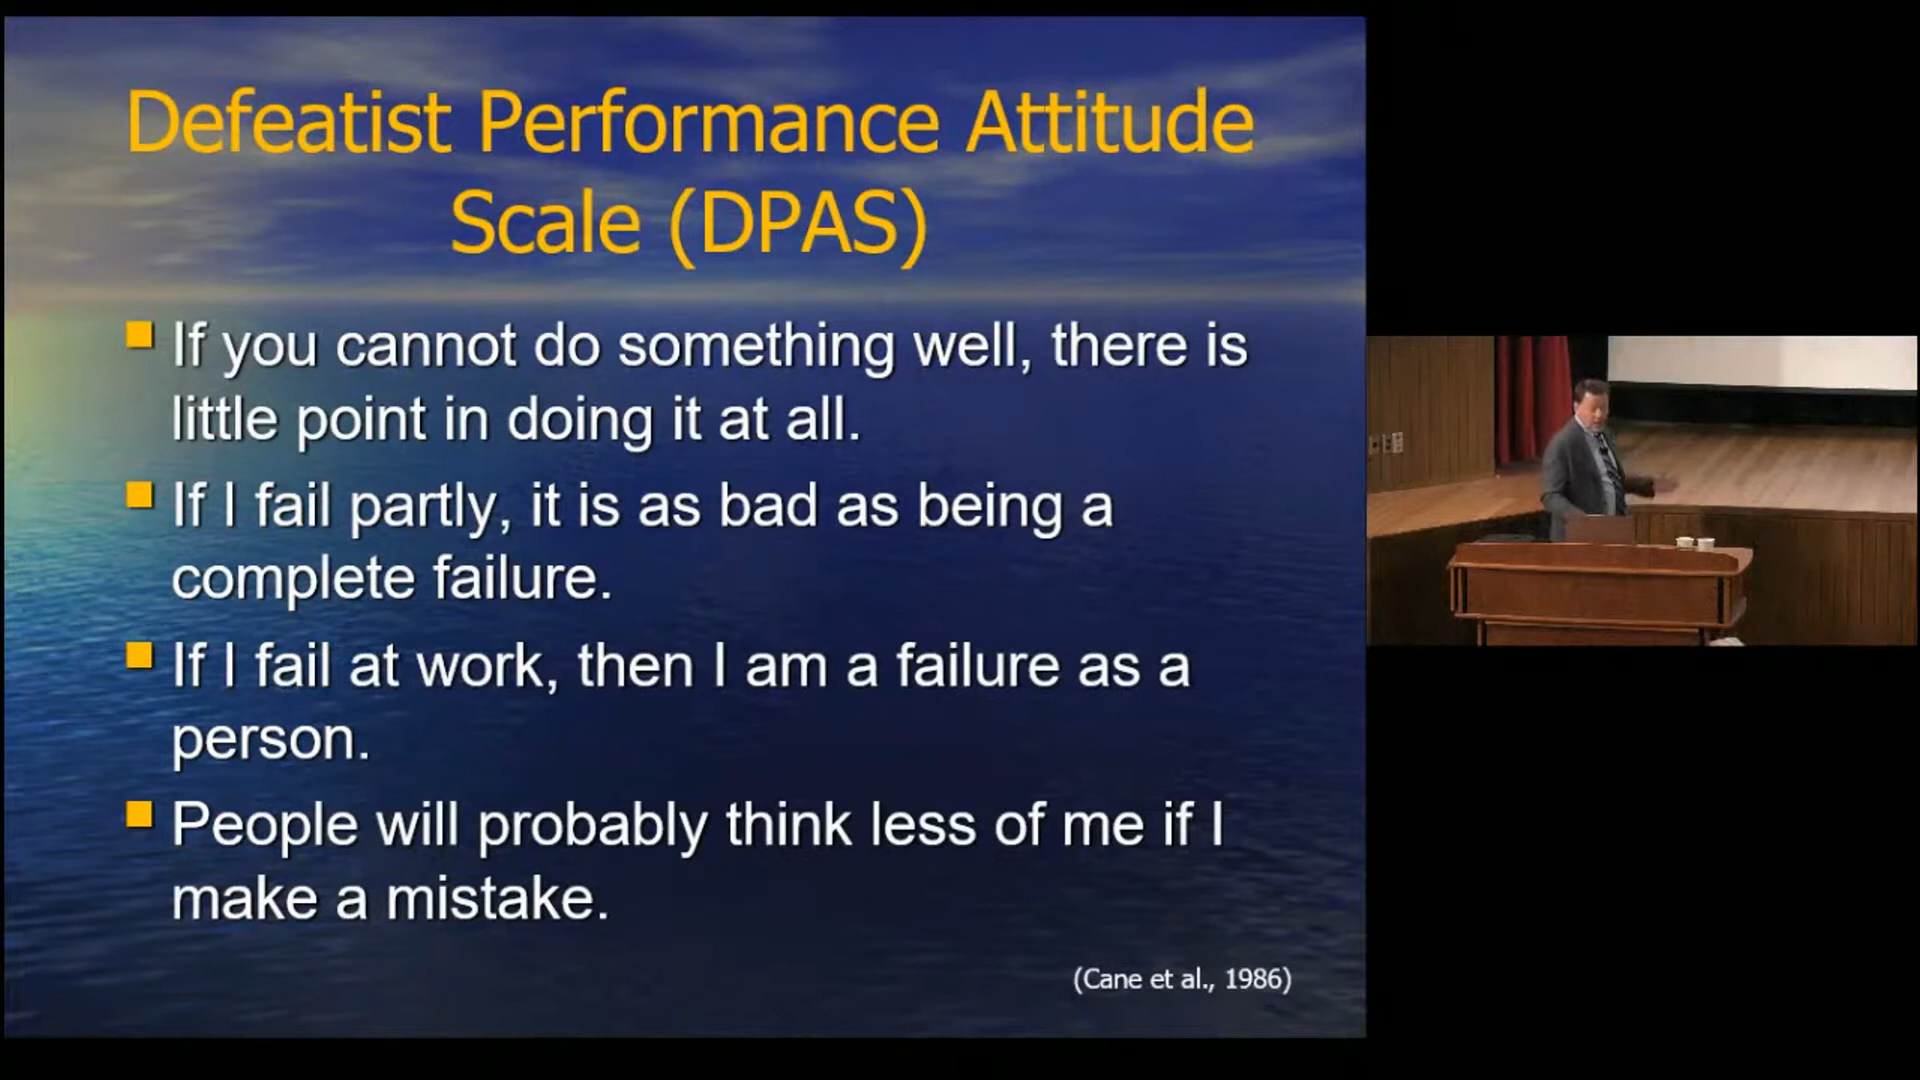 Defeatist Performance Attitude
Scale (DPAS)
If you cannot do something well, there is
little point in doing it at all.
If I fail partly, it is as bad as being a
complete failure.
If I fail at work, then I am a failure as a
person.
People will probably think less of me if I
make a mistake.
(Cane et al., 1986)